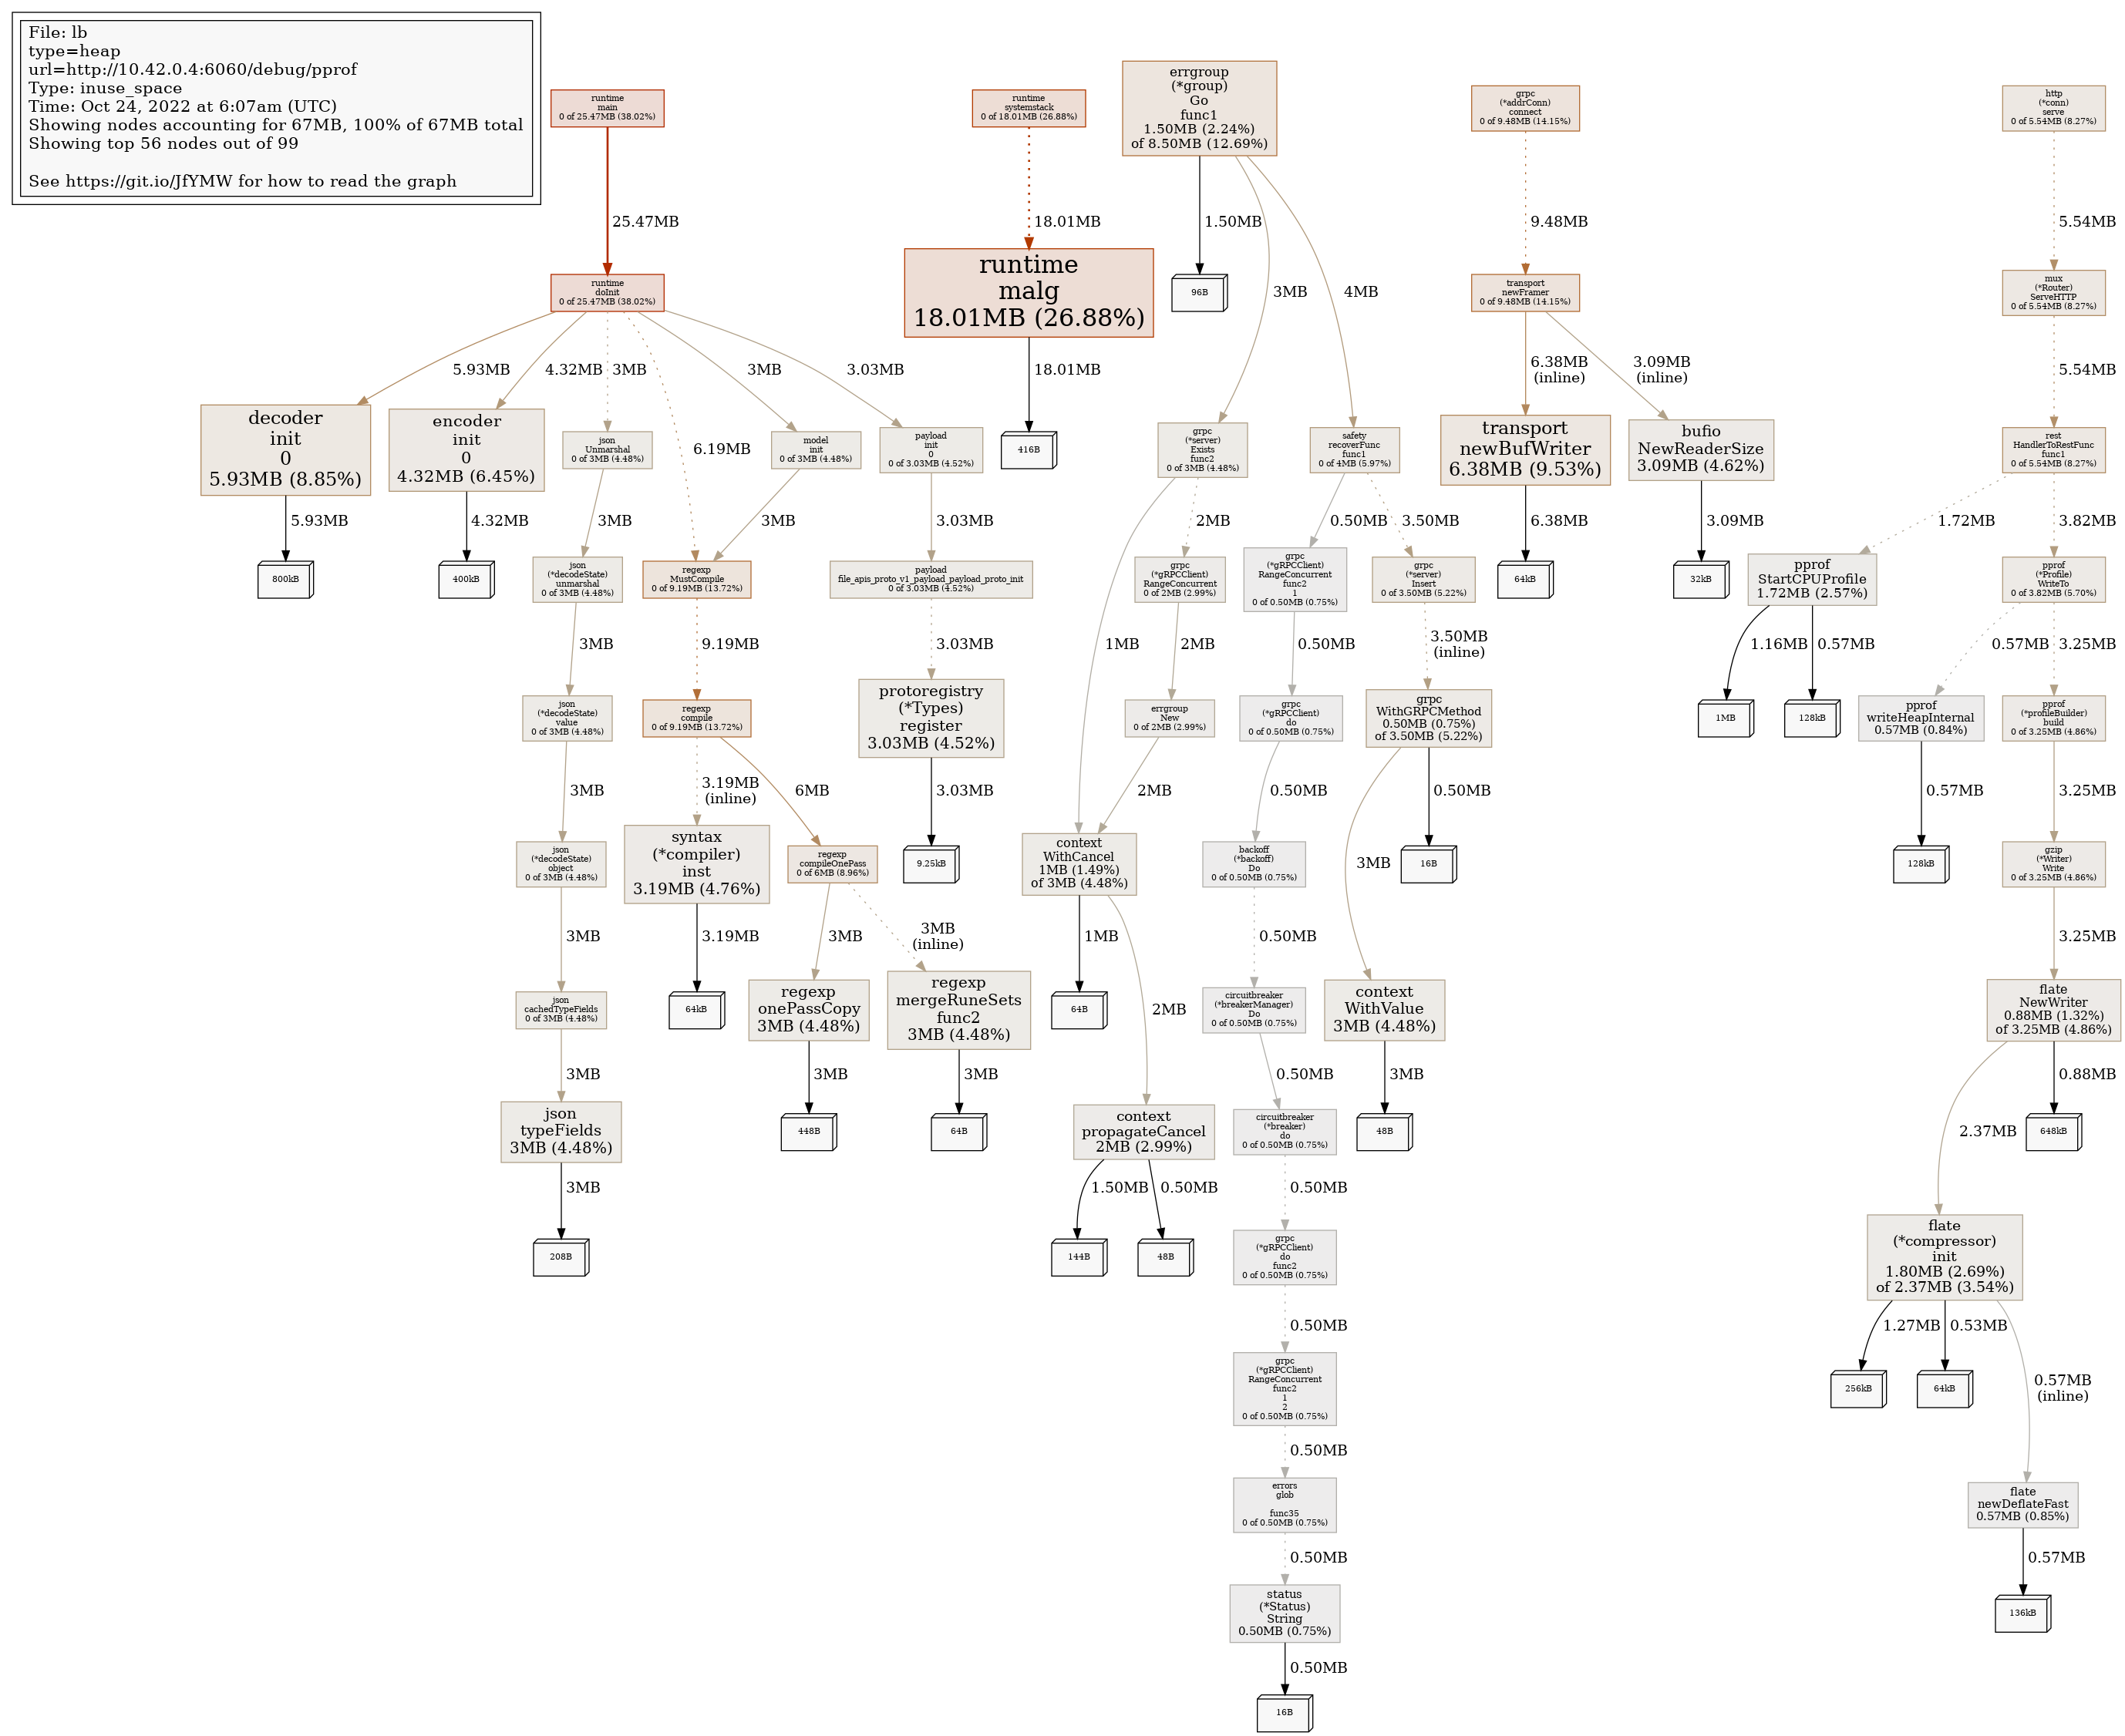 File: lb
type=heap
url=http://10.42.0.4:6060/debug/pprof
Type: inuse_space
Time: Oct 24, 2022 at 6:07am (UTC)
Showing nodes accounting for 67MB, 100% of 67MB total
Showing top 56 nodes out of 99
See https://git.io/JfYMW for how to read the graph
runtime
main
0 of 25.47MB (38.02%)
25.47MB
runtime
doInit
0 of 25.47MB (38.02%)
5.93MB
4.32MB
3MB
6.19MB
3MB
3.03MB
decoder
init
0
5.93MB (8.85%)
5.93MB
800kB
encoder
init
0
4.32MB (6.45%)
4.32MB
400kB
json
Unmarshal
0 of 3MB (4.48%)
3MB
json
(*decodeState)
unmarshal
0 of 3MB (4.48%)
3MB
json
(*decodeState)
value
0 of 3MB (4.48%)
3MB
json
(*decodeState)
object
0 of 3MB (4.48%)
3MB
json
cachedTypeFields
0 of 3MB (4.48%)
3MB
json
typeFields
3MB (4.48%)
3MB
208B
model
init
0 of 3MB (4.48%)
3MB
regexp
MustCompile
0 of 9.19MB (13.72%)
9.19MB
regexp
compile
0 of 9.19MB (13.72%)
3.19MB
(inline)
6MB
syntax
(*compiler)
inst
3.19MB (4.76%)
3.19MB
64kB
regexp
compileOnePass
0 of 6MB (8.96%)
3MB
3MB
(inline)
regexp
onePassCopy
3MB (4.48%)
3MB
448B
regexp
mergeRuneSets
func2
3MB (4.48%)
3MB
64B
payload
init
0
0 of 3.03MB (4.52%)
3.03MB
payload
file_apis_proto_v1_payload_payload_proto_init
0 of 3.03MB (4.52%)
3.03MB
protoregistry
(*Types)
register
3.03MB (4.52%)
3.03MB
9.25kB
runtime
systemstack
0 of 18.01MB (26.88%)
18.01MB
runtime
malg
18.01MB (26.88%)
18.01MB
416B
errgroup
(*group)
Go
func1
1.50MB (2.24%)
of 8.50MB (12.69%)
1.50MB
96B
3MB
4MB
grpc
(*server)
Exists
func2
0 of 3MB (4.48%)
1MB
2MB
grpc
(*gRPCClient)
RangeConcurrent
0 of 2MB (2.99%)
2MB
errgroup
New
0 of 2MB (2.99%)
2MB
context
WithCancel
1MB (1.49%)
of 3MB (4.48%)
1MB
64B
2MB
context
propagateCancel
2MB (2.99%)
1.50MB
0.50MB
144B
48B
safety
recoverFunc
func1
0 of 4MB (5.97%)
0.50MB
3.50MB
grpc
(*gRPCClient)
RangeConcurrent
func2
1
0 of 0.50MB (0.75%)
0.50MB
grpc
(*gRPCClient)
do
0 of 0.50MB (0.75%)
0.50MB
backoff
(*backoff)
Do
0 of 0.50MB (0.75%)
0.50MB
circuitbreaker
(*breakerManager)
Do
0 of 0.50MB (0.75%)
0.50MB
circuitbreaker
(*breaker)
do
0 of 0.50MB (0.75%)
0.50MB
grpc
(*gRPCClient)
do
func2
0 of 0.50MB (0.75%)
0.50MB
grpc
(*gRPCClient)
RangeConcurrent
func2
1
2
0 of 0.50MB (0.75%)
0.50MB
errors
glob
func35
0 of 0.50MB (0.75%)
0.50MB
status
(*Status)
String
0.50MB (0.75%)
0.50MB
16B
grpc
(*server)
Insert
0 of 3.50MB (5.22%)
3.50MB
(inline)
grpc
WithGRPCMethod
0.50MB (0.75%)
of 3.50MB (5.22%)
3MB
0.50MB
16B
context
WithValue
3MB (4.48%)
3MB
48B
grpc
(*addrConn)
connect
0 of 9.48MB (14.15%)
9.48MB
transport
newFramer
0 of 9.48MB (14.15%)
6.38MB
(inline)
3.09MB
(inline)
transport
newBufWriter
6.38MB (9.53%)
6.38MB
64kB
bufio
NewReaderSize
3.09MB (4.62%)
3.09MB
32kB
http
(*conn)
serve
0 of 5.54MB (8.27%)
5.54MB
mux
(*Router)
ServeHTTP
0 of 5.54MB (8.27%)
5.54MB
rest
HandlerToRestFunc
func1
0 of 5.54MB (8.27%)
1.72MB
3.82MB
pprof
StartCPUProfile
1.72MB (2.57%)
1.16MB
0.57MB
1MB
128kB
pprof
(*Profile)
WriteTo
0 of 3.82MB (5.70%)
0.57MB
3.25MB
pprof
writeHeapInternal
0.57MB (0.84%)
0.57MB
128kB
pprof
(*profileBuilder)
build
0 of 3.25MB (4.86%)
3.25MB
gzip
(*Writer)
Write
0 of 3.25MB (4.86%)
3.25MB
flate
NewWriter
0.88MB (1.32%)
of 3.25MB (4.86%)
2.37MB
0.88MB
648kB
flate
(*compressor)
init
1.80MB (2.69%)
of 2.37MB (3.54%)
1.27MB
0.53MB
0.57MB
(inline)
256kB
64kB
flate
newDeflateFast
0.57MB (0.85%)
0.57MB
136kB